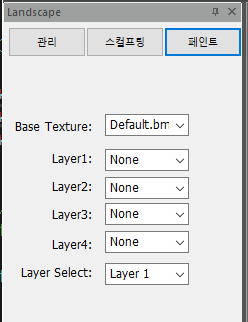 Landscape
관리 스컬프팅 페인트
Base Texture: Default.bm
Layer1: None
Layer2: None
Layer3: None
Layer4: None
Layer Select: Layer 1